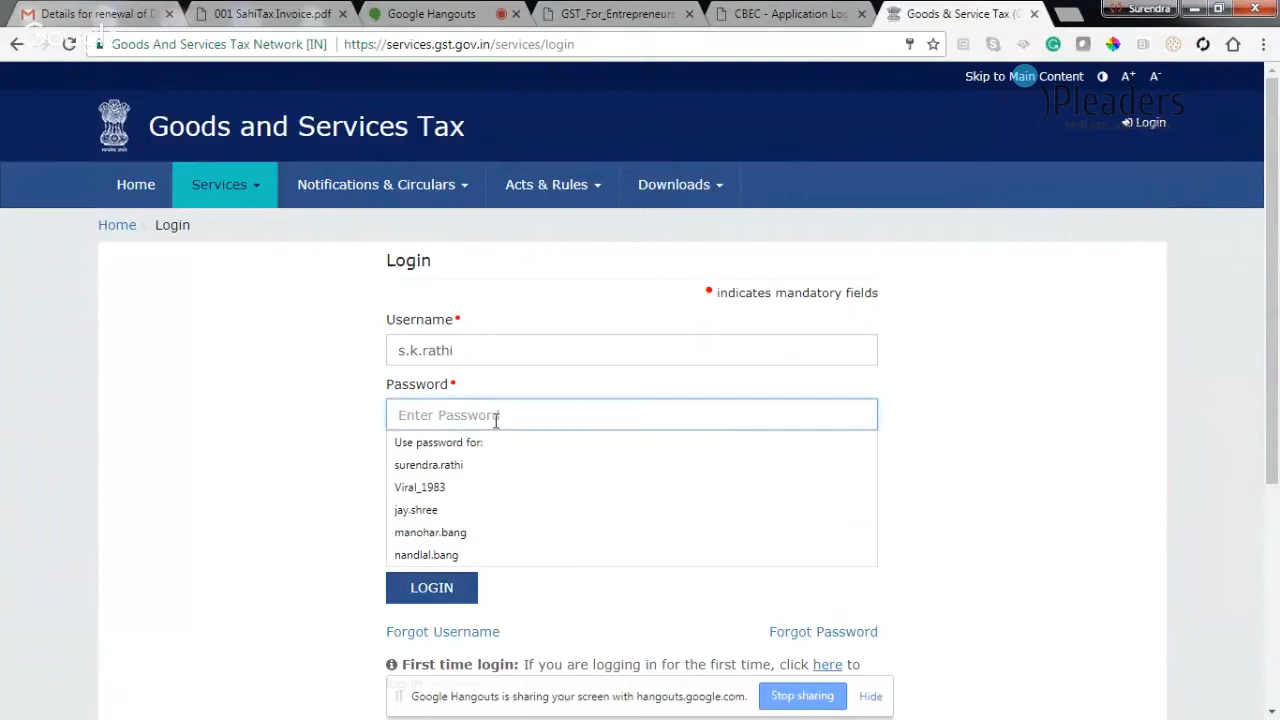 Details for renewal of D
001 SahiTax Invoice.pdf
Google Hangouts
GST_For_Entrepreneurs
CBEC - Application Log
Goods & Service Tax (G
Surendra
Goods And Services Tax Network [IN]
https://services.gst.gov.in/services/login
Skip to Main Content A+ A-
iPleaders
Login
Goods and Services Tax
Home Services Notifications & Circulars Acts & Rules Downloads
Home Login
Login
• indicates mandatory fields
Username•
s.k.rathi
Password•
Enter Password
Use password for:
surendra.rathi
Viral_1983
jay.shree
manohar.bang
nandlal.bang
LOGIN
Forgot Username Forgot Password
First time login: If you are logging in for the first time, click here to
log in
Google Hangouts is sharing your screen with hangouts.google.com. Stop sharing Hide